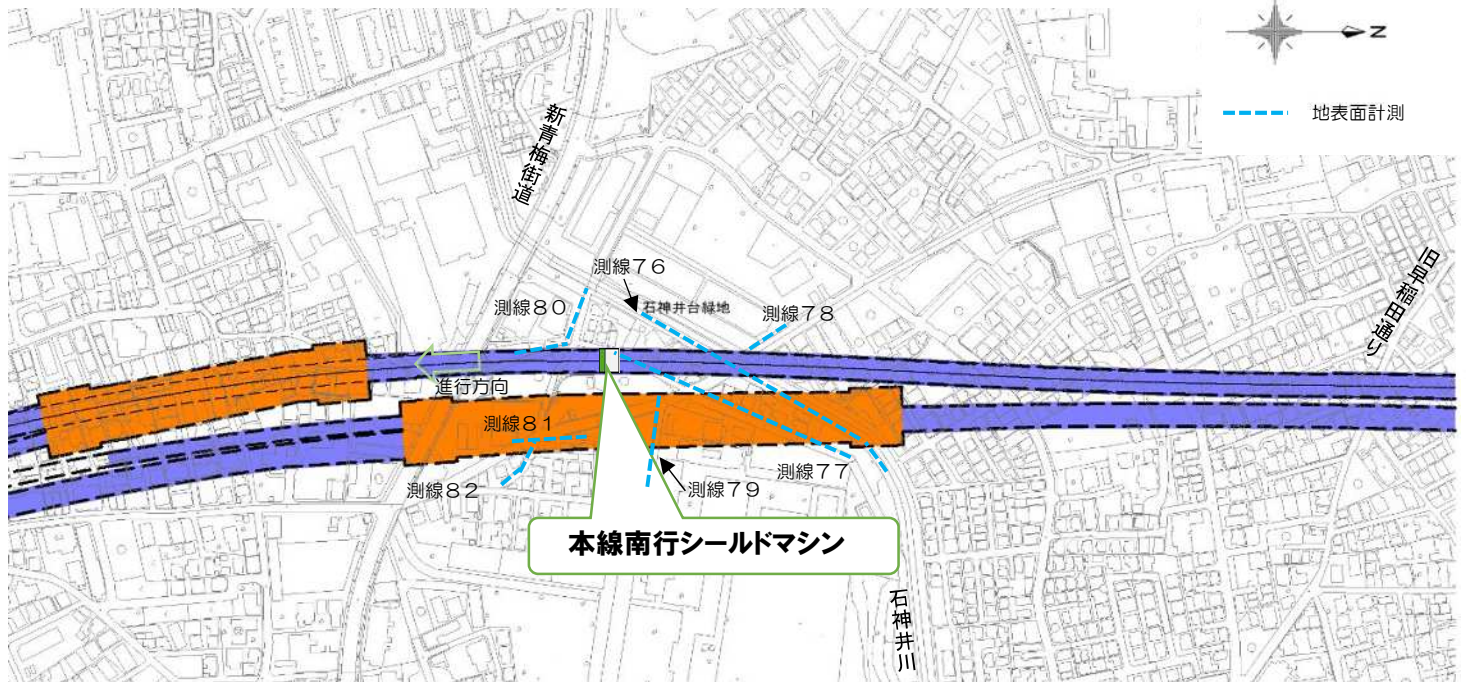 N
地表面計測
新青梅街道
旧早稲田通り
測線76
石神井台緑地
測線78
測線80
進行方向
測線81
測線77
測線82
測線79
本線南行シールドマシン
石神井川